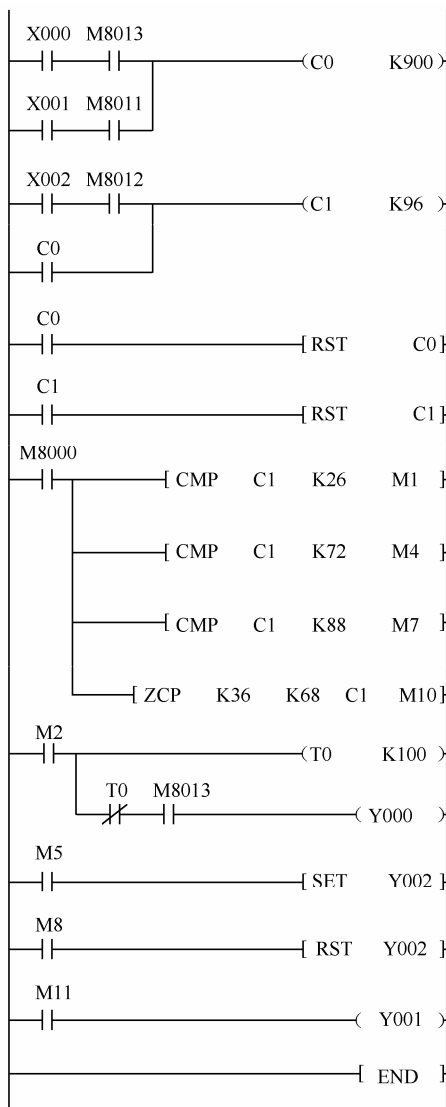 X000 M8013
C0 K900
X001 M8011
X002 M8012
C1 K96
C0
C0
RST C0
C1
RST C1
M8000
CMP C1 K26 M1
CMP C1 K72 M4
CMP C1 K88 M7
ZCP K36 K68 C1 M10
M2
T0 K100
T0 M8013
Y000
M5
SET Y002
M8
RST Y002
M11
Y001
END